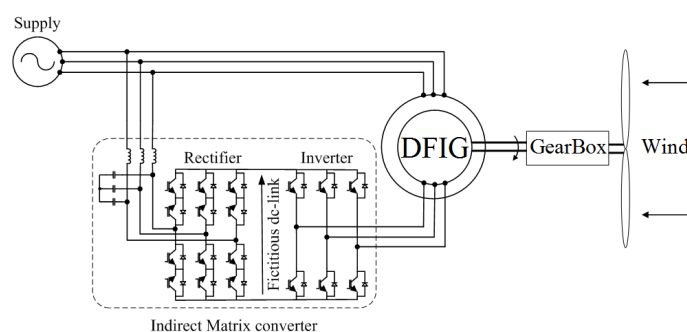 Supply
DFIG
GearBox
Wind
Rectifier
Inverter
Fictitious dc-link
Indirect Matrix converter